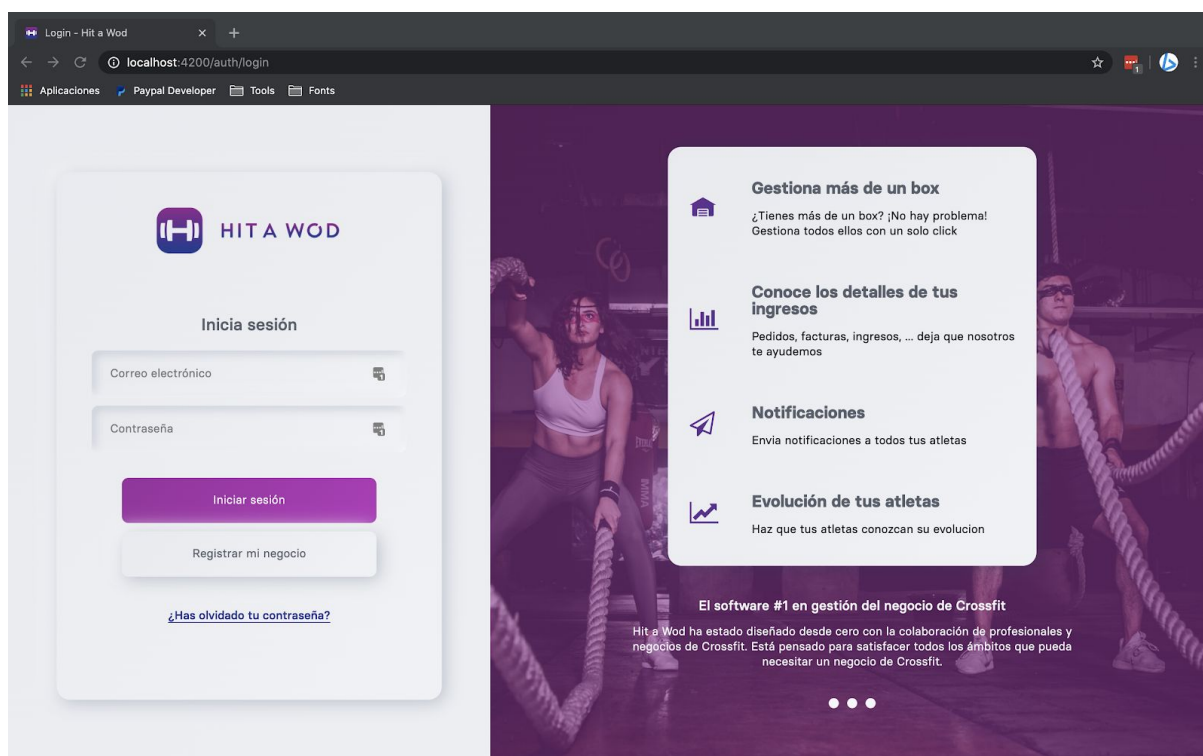 Login - Hit a Wod
localhost:4200/auth/login
1
Aplicaciones
Paypal Developer
Tools
Fonts
HIT A WOD
Inicia sesión
Correo electrónico
Contraseña
Iniciar sesión
Registrar mi negocio
¿Has olvidado tu contraseña?
Gestiona más de un box
¿Tienes más de un box? ¡No hay problema!
Gestiona todos ellos con un solo click
Conoce los detalles de tus
ingresos
Pedidos, facturas, ingresos, ... deja que nosotros
te ayudemos
Notificaciones
Envia notificaciones a todos tus atletas
Evolución de tus atletas
Haz que tus atletas conozcan su evolucion
El software #1 en gestión del negocio de Crossfit
Hit a Wod ha estado diseñado desde cero con la colaboración de profesionales y
negocios de Crossfit. Está pensado para satisfacer todos los ámbitos que pueda
necesitar un negocio de Crossfit.